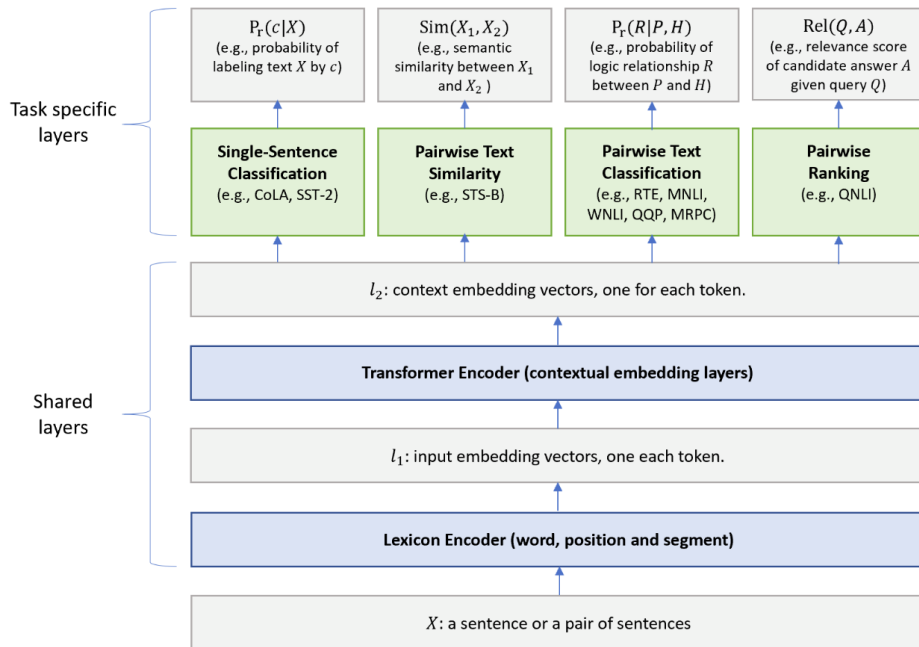 Pr(c|X)
(e.g., probability of
labeling text X by c)
Sim(X₁, X₂)
(e.g., semantic
similarity between X₁
and X₂ )
Pr(R|P, H)
(e.g., probability of
logic relationship R
between P and H)
Rel(Q, A)
(e.g., relevance score
of candidate answer A
given query Q)
Task specific
layers
Single-Sentence
Classification
(e.g., CoLA, SST-2)
Pairwise Text
Similarity
(e.g., STS-B)
Pairwise Text
Classification
(e.g., RTE, MNLI,
WNLI, QQP, MRPC)
Pairwise
Ranking
(e.g., QNLI)
l₂: context embedding vectors, one for each token.
Transformer Encoder (contextual embedding layers)
Shared
layers
l₁: input embedding vectors, one each token.
Lexicon Encoder (word, position and segment)
X: a sentence or a pair of sentences